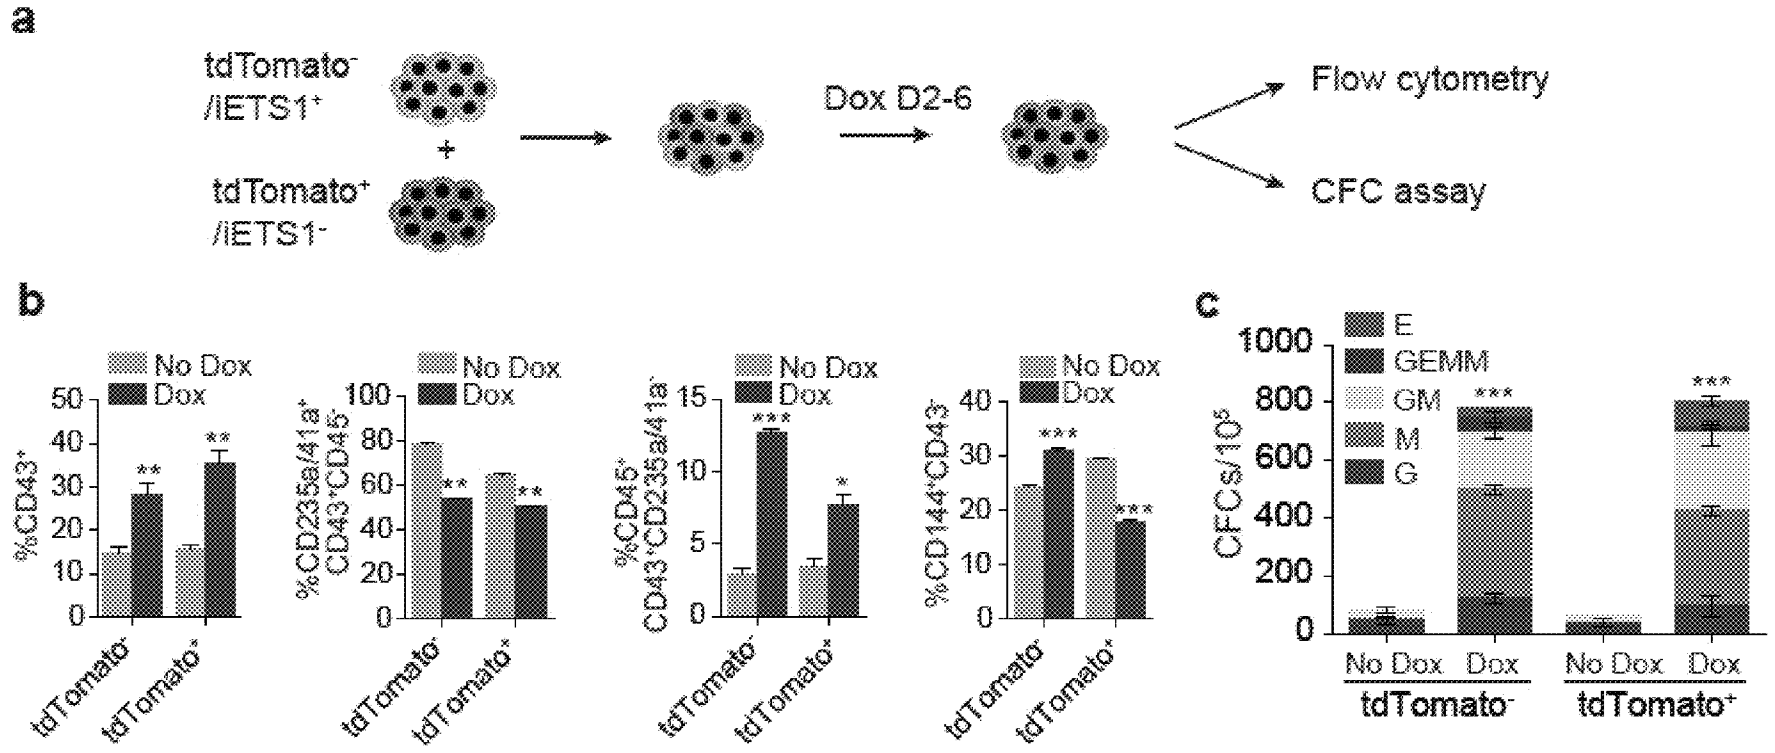 a
tdTomato⁻
/iETS1⁺
+
tdTomato⁺
/iETS1⁻
Dox D2-6
Flow cytometry
CFC assay
b
No Dox
Dox
%CD43⁺
50
40
30
20
10
0
**
**
tdTomato⁻
tdTomato⁺
No Dox
Dox
%CD235a/41a⁺
CD43⁺CD45⁻
100
80
60
40
20
0
**
**
tdTomato⁻
tdTomato⁺
No Dox
Dox
%CD45⁺
CD43⁺CD235a/41a⁻
15
10
5
0
***
*
tdTomato⁻
tdTomato⁺
No Dox
Dox
%CD144⁺CD43⁻
40
30
20
10
0
***
***
tdTomato⁻
tdTomato⁺
c
E
GEMM
GM
M
G
CFCs/10⁵
1000
800
600
400
200
0
***
***
No Dox Dox No Dox Dox
tdTomato⁻ tdTomato⁺